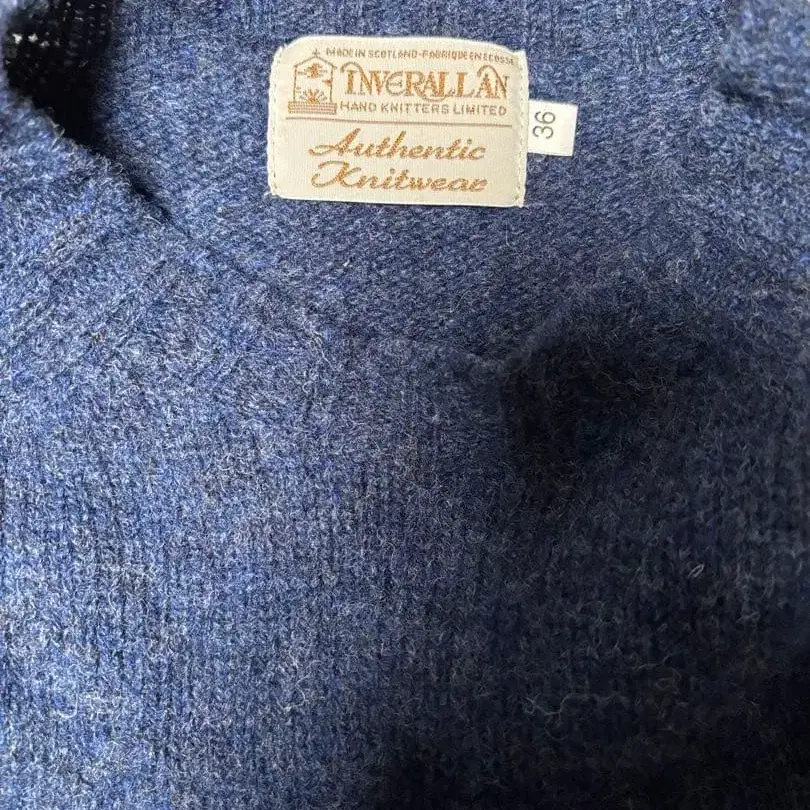 MADE IN SCOTLAND-FABRIQUE EN ECOSSE
INVERALLAN
HAND KNITTERS LIMITED
Authentic
Knitwear
36